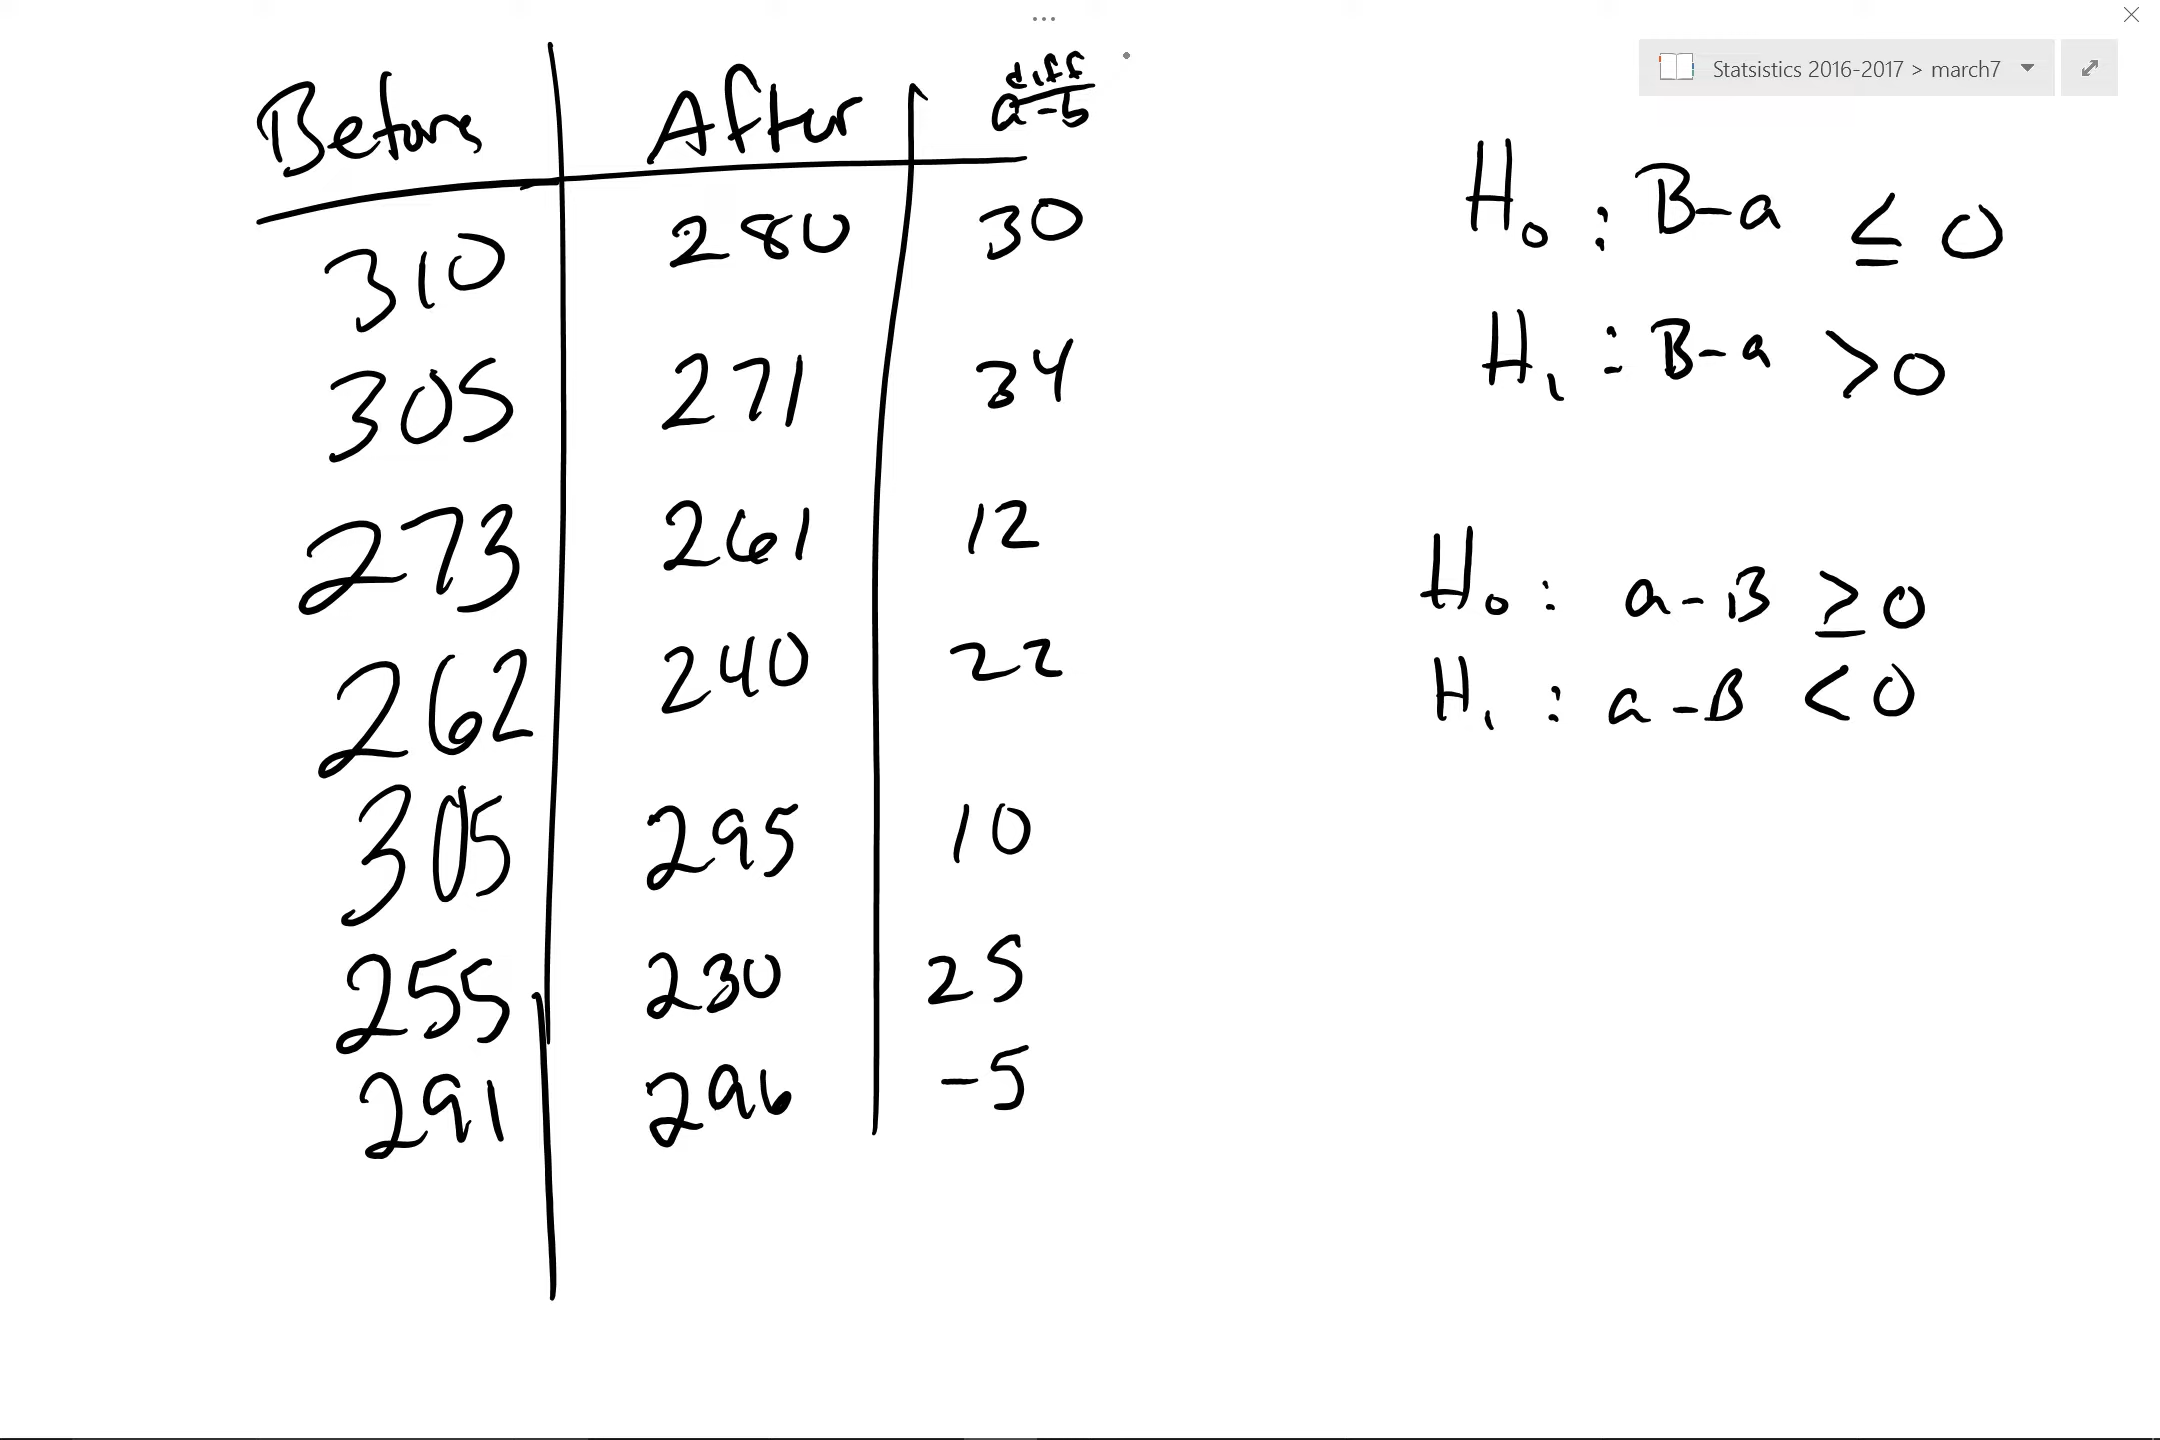 ...
Statsistics 2016-2017 > march7
Before After diff
a-b
310 280 30
305 271 34
273 261 12
262 240 22
305 295 10
255 230 25
291 296 -5
H₀ : B-a ≤ 0
H₁ : B-a > 0
H₀ : a-B ≥ 0
H₁ : a-B < 0